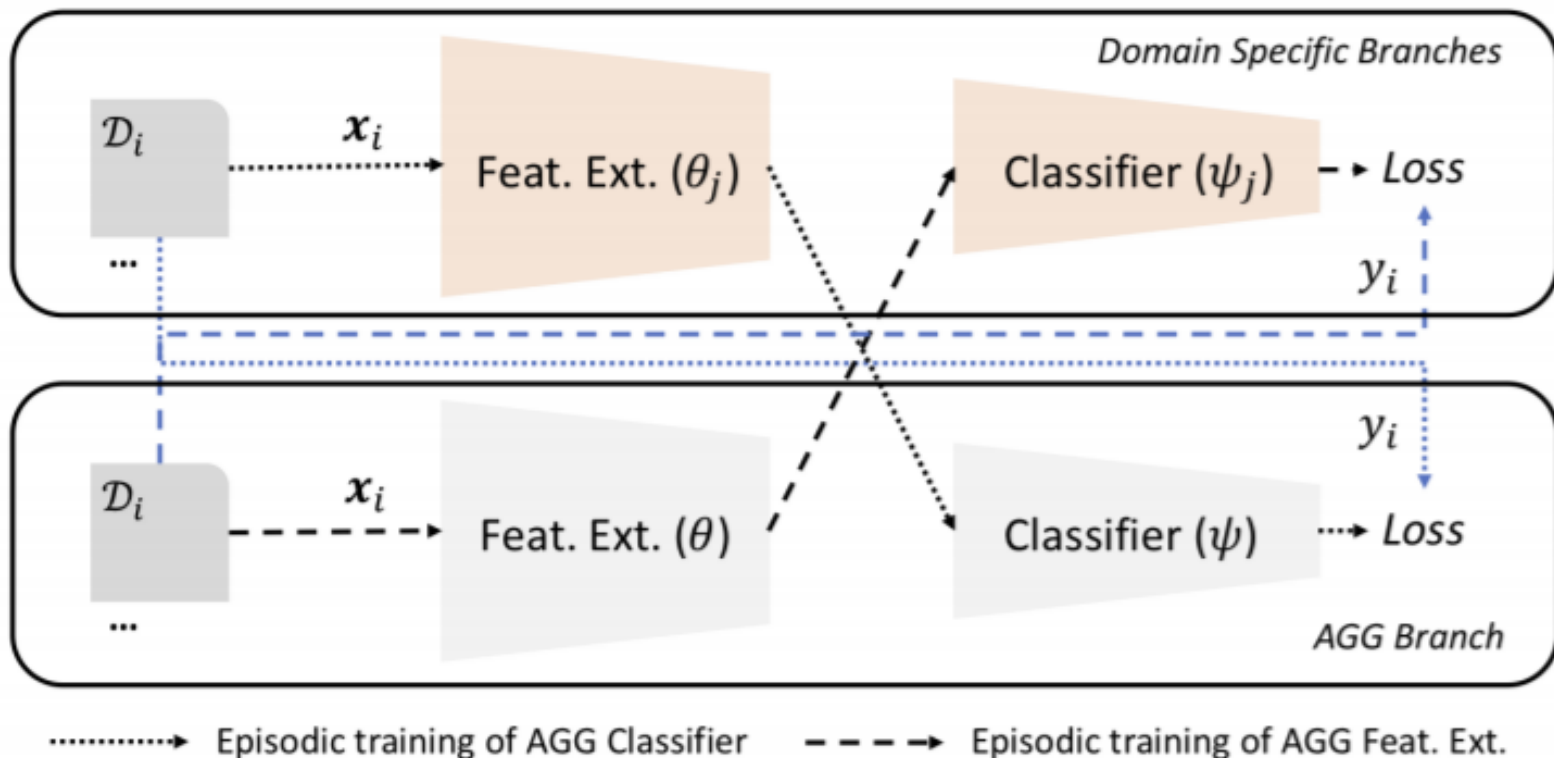 Domain Specific Branches
𝒟ᵢ
𝒙ᵢ
Feat. Ext. (θⱼ)
Classifier (ψⱼ)
Loss
...
yᵢ
yᵢ
𝒟ᵢ
𝒙ᵢ
Feat. Ext. (θ)
Classifier (ψ)
Loss
...
AGG Branch
Episodic training of AGG Classifier
Episodic training of AGG Feat. Ext.